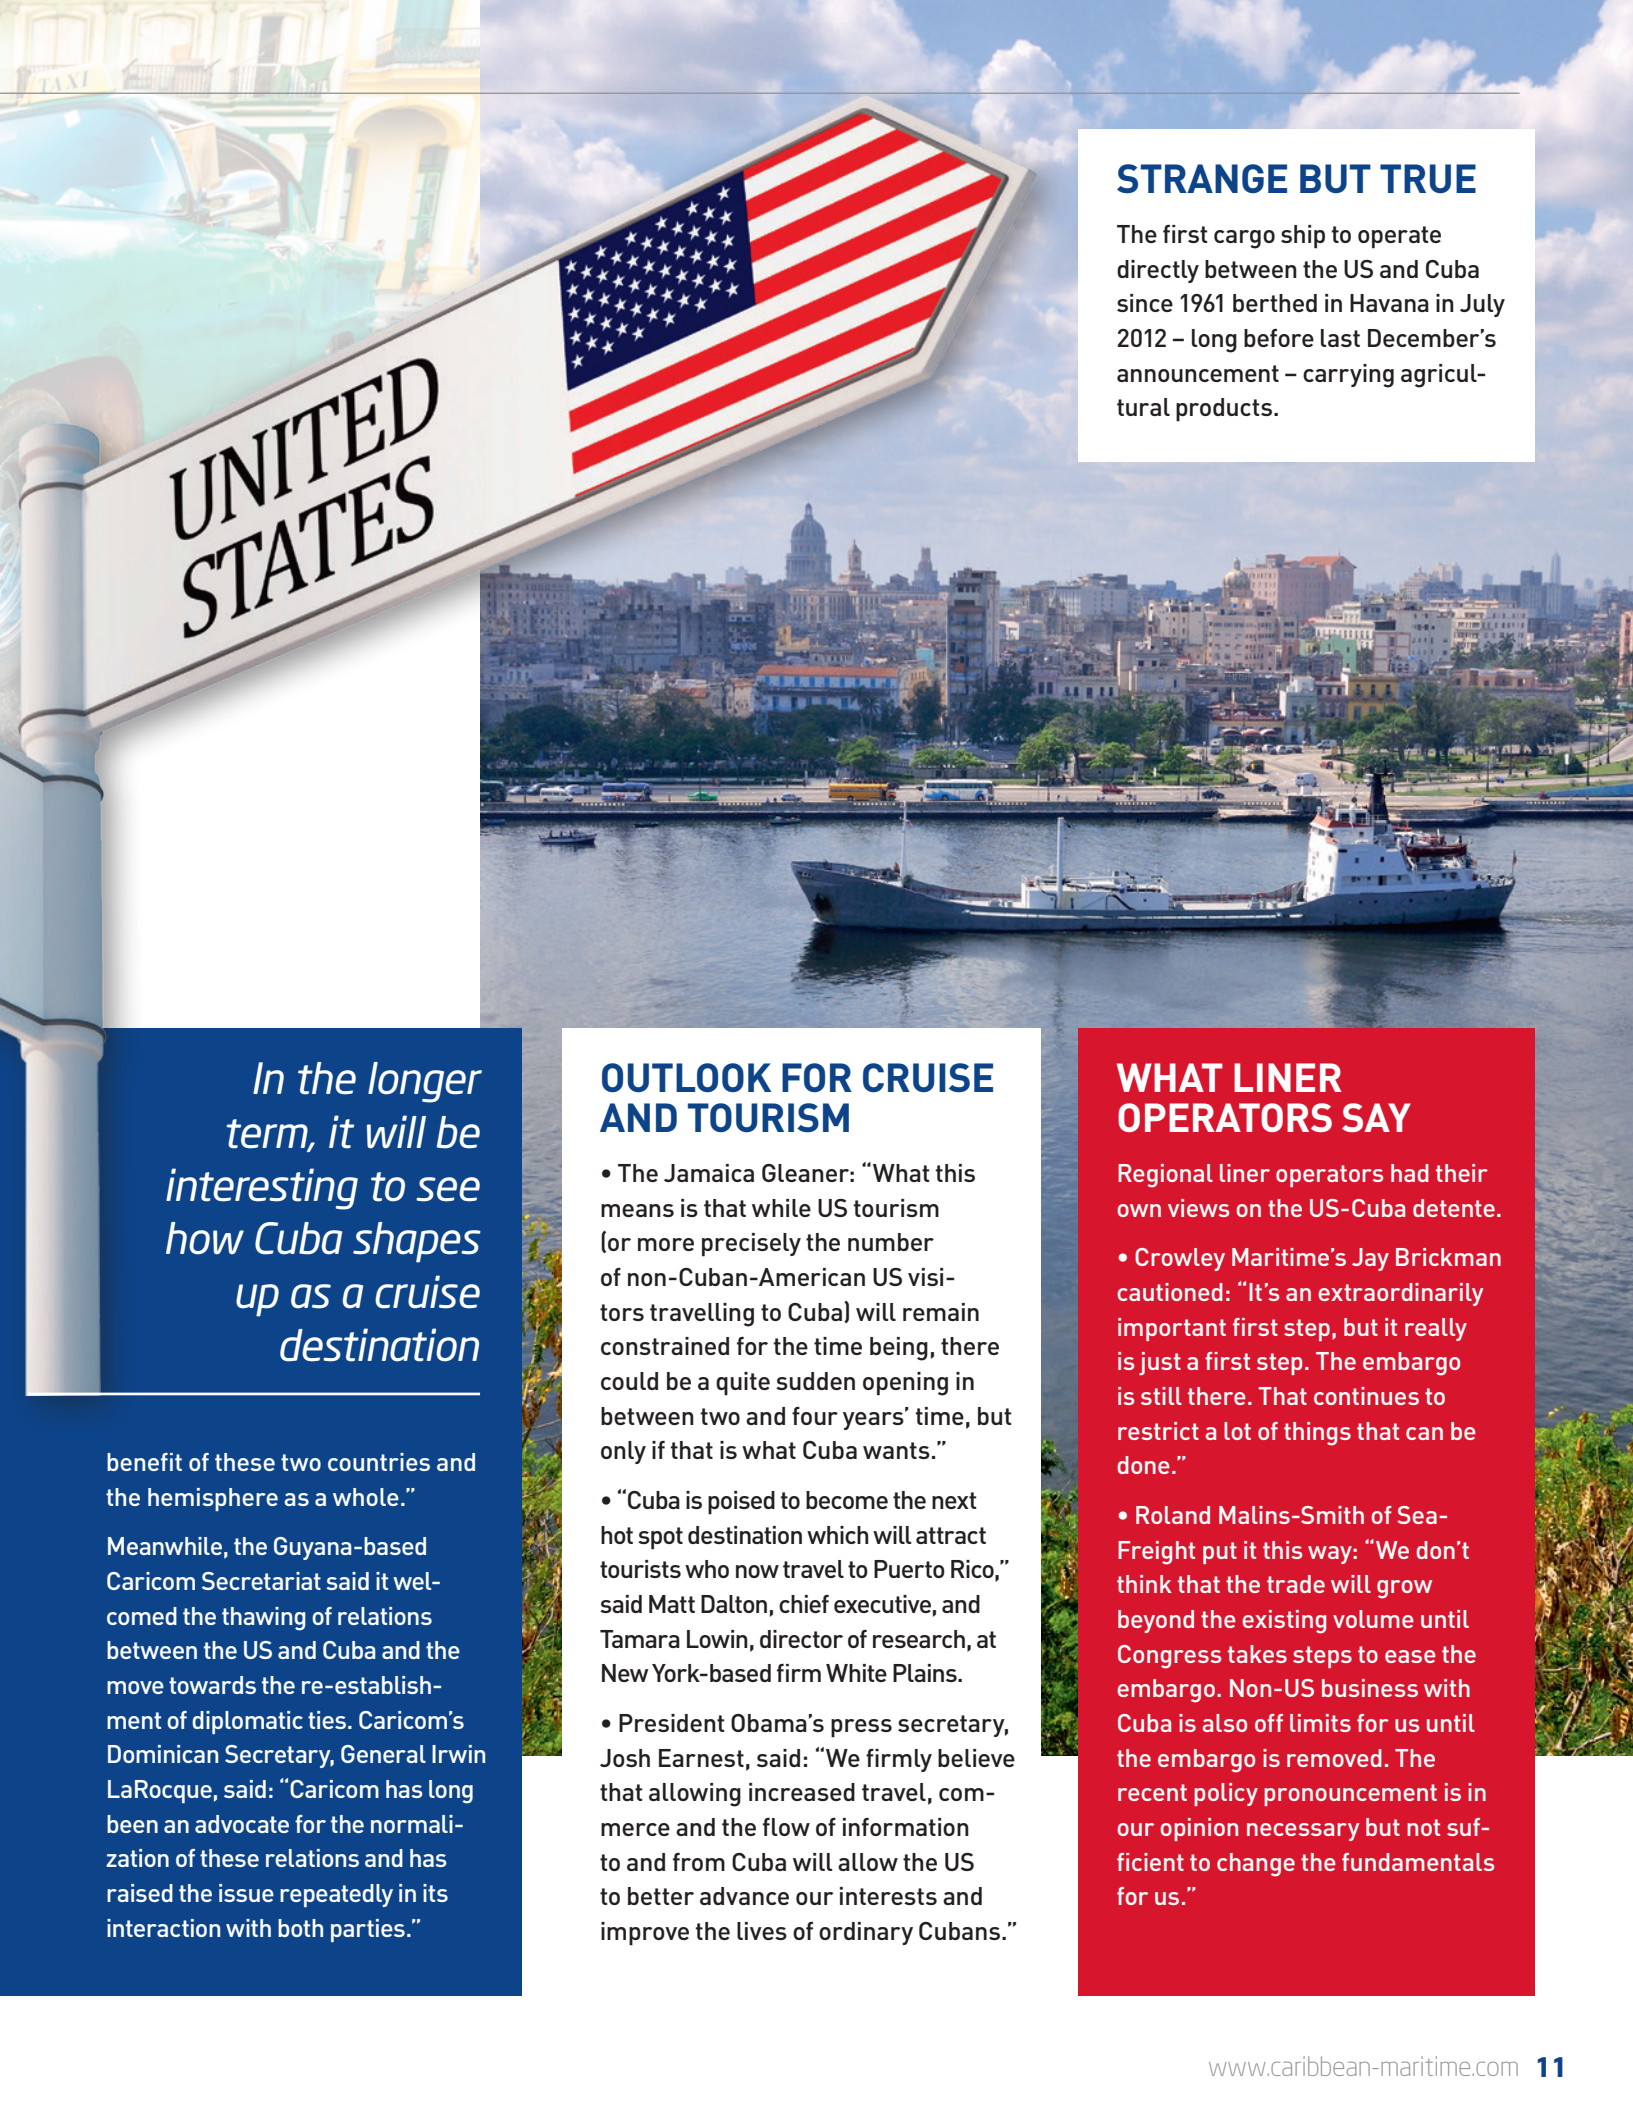 TAXI
UNITED
STATES
STRANGE BUT TRUE
The first cargo ship to operate
directly between the US and Cuba
since 1961 berthed in Havana in July
2012 – long before last December’s
announcement – carrying agricul-
tural products.
In the longer
term, it will be
interesting to see
how Cuba shapes
up as a cruise
destination
benefit of these two countries and
the hemisphere as a whole.”
Meanwhile, the Guyana-based
Caricom Secretariat said it wel-
comed the thawing of relations
between the US and Cuba and the
move towards the re-establish-
ment of diplomatic ties. Caricom’s
Dominican Secretary, General Irwin
LaRocque, said: “Caricom has long
been an advocate for the normali-
zation of these relations and has
raised the issue repeatedly in its
interaction with both parties.”
OUTLOOK FOR CRUISE
AND TOURISM
• The Jamaica Gleaner: “What this
means is that while US tourism
(or more precisely the number
of non-Cuban-American US visi-
tors travelling to Cuba) will remain
constrained for the time being, there
could be a quite sudden opening in
between two and four years’ time, but
only if that is what Cuba wants.”
• “Cuba is poised to become the next
hot spot destination which will attract
tourists who now travel to Puerto Rico,”
said Matt Dalton, chief executive, and
Tamara Lowin, director of research, at
New York-based firm White Plains.
• President Obama’s press secretary,
Josh Earnest, said: “We firmly believe
that allowing increased travel, com-
merce and the flow of information
to and from Cuba will allow the US
to better advance our interests and
improve the lives of ordinary Cubans.”
WHAT LINER
OPERATORS SAY
Regional liner operators had their
own views on the US-Cuba detente.
• Crowley Maritime’s Jay Brickman
cautioned: “It’s an extraordinarily
important first step, but it really
is just a first step. The embargo
is still there. That continues to
restrict a lot of things that can be
done.”
• Roland Malins-Smith of Sea-
Freight put it this way: “We don’t
think that the trade will grow
beyond the existing volume until
Congress takes steps to ease the
embargo. Non-US business with
Cuba is also off limits for us until
the embargo is removed. The
recent policy pronouncement is in
our opinion necessary but not suf-
ficient to change the fundamentals
for us.”
www.caribbean-maritime.com 11